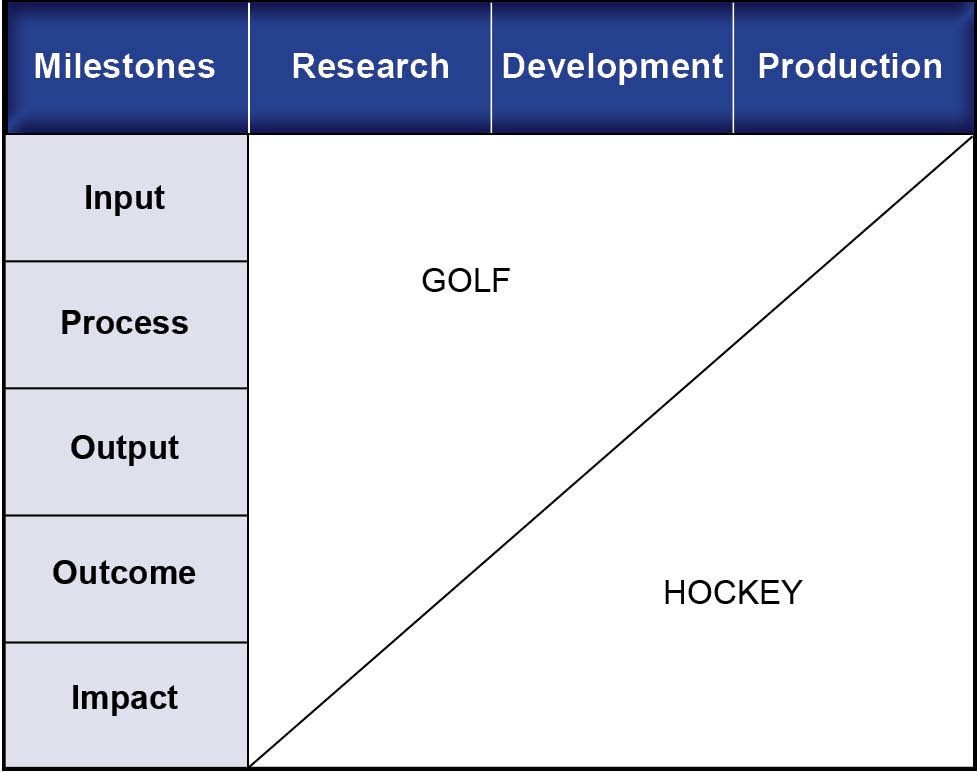 Milestones Research Development Production
Input
GOLF
Process
Output
Outcome
HOCKEY
Impact